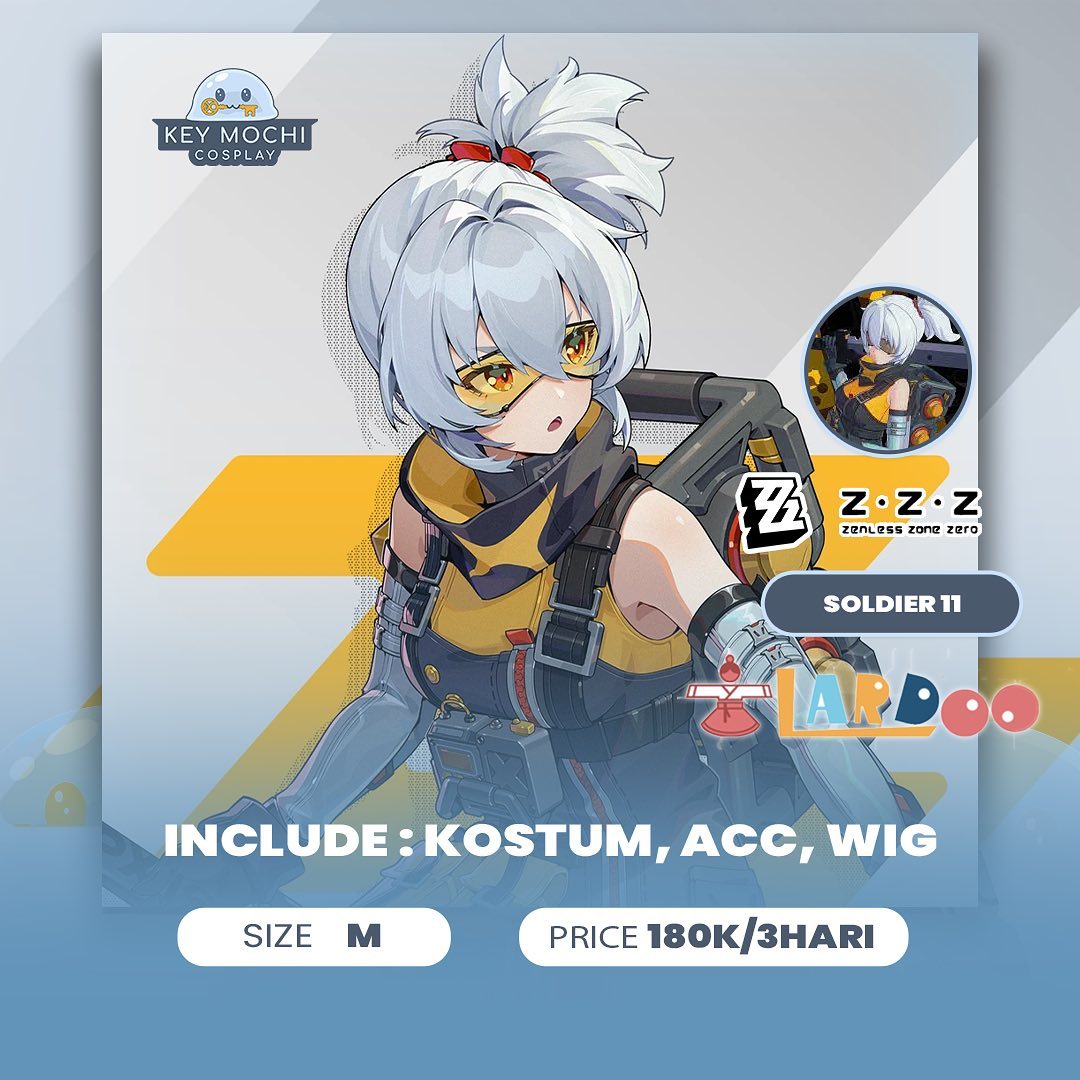 KEY MOCHI
COSPLAY
Z·Z·Z
ZENLESS ZONE ZERO
SOLDIER 11
LARDOO
INCLUDE : KOSTUM, ACC, WIG
SIZE M
PRICE 180K/3HARI